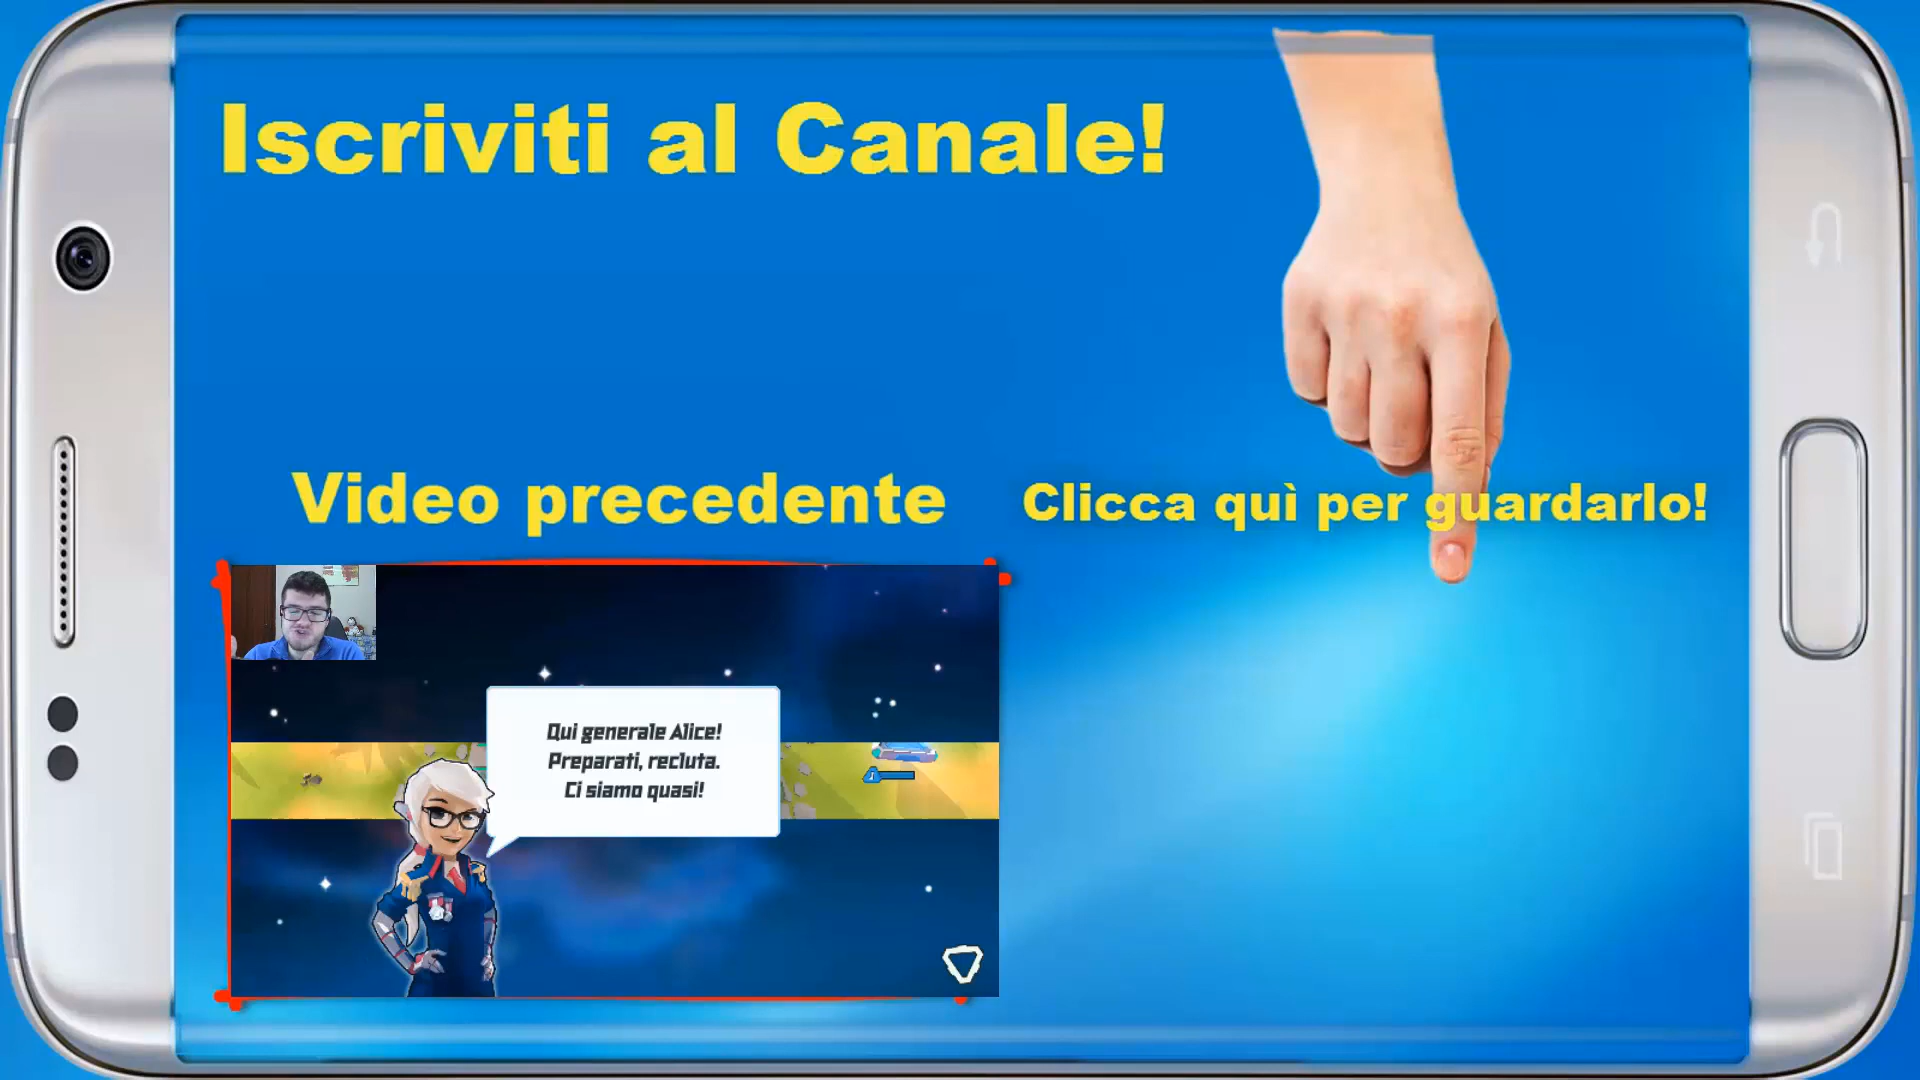 Iscriviti al Canale!
Video precedente
Clicca quì per guardarlo!
Qui generale Alice!
Preparati, recluta.
Ci siamo quasi!